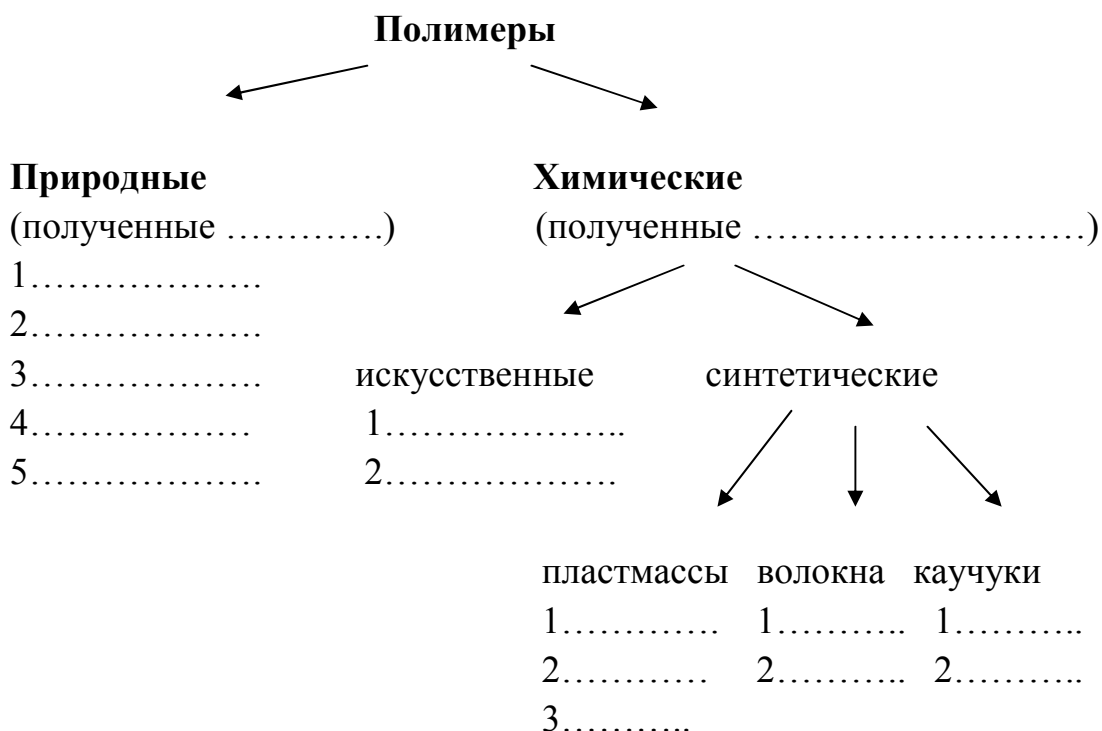 Полимеры
Природные Химические
(полученные ………….) (полученные ………………………)
1……………….
2……………….
3………………. искусственные синтетические
4……………… 1………………..
5………………. 2……………….
пластмассы волокна каучуки
1…………. 1……….. 1………..
2………… 2……….. 2………..
3………..